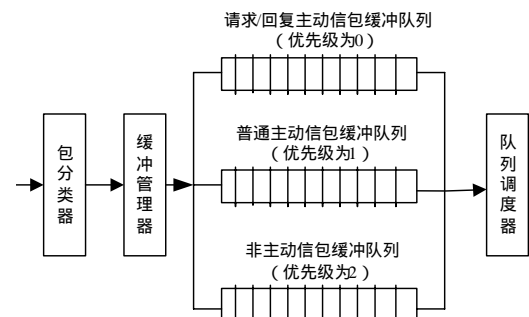 请求/回复主动信包缓冲队列
（优先级为0）
包分类器
缓冲管理器
普通主动信包缓冲队列
（优先级为1）
队列调度器
非主动信包缓冲队列
（优先级为2）